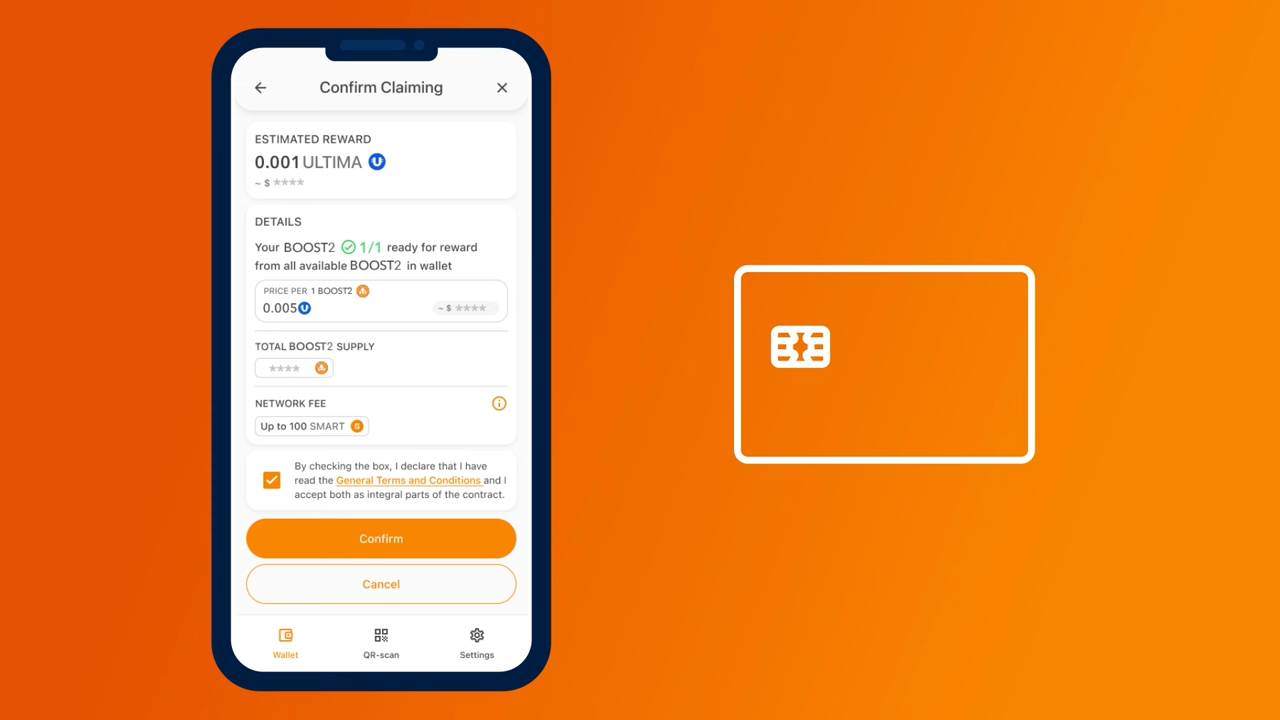 Confirm Claiming
ESTIMATED REWARD
0.001 ULTIMA
~ $ ****
DETAILS
Your BOOST2 1/1 ready for reward
from all available BOOST2 in wallet
PRICE PER 1 BOOST2
0.005 ~ $ ****
TOTAL BOOST2 SUPPLY
****
NETWORK FEE
Up to 100 SMART
By checking the box, I declare that I have
read the General Terms and Conditions and I
accept both as integral parts of the contract.
Confirm
Cancel
Wallet QR-scan Settings